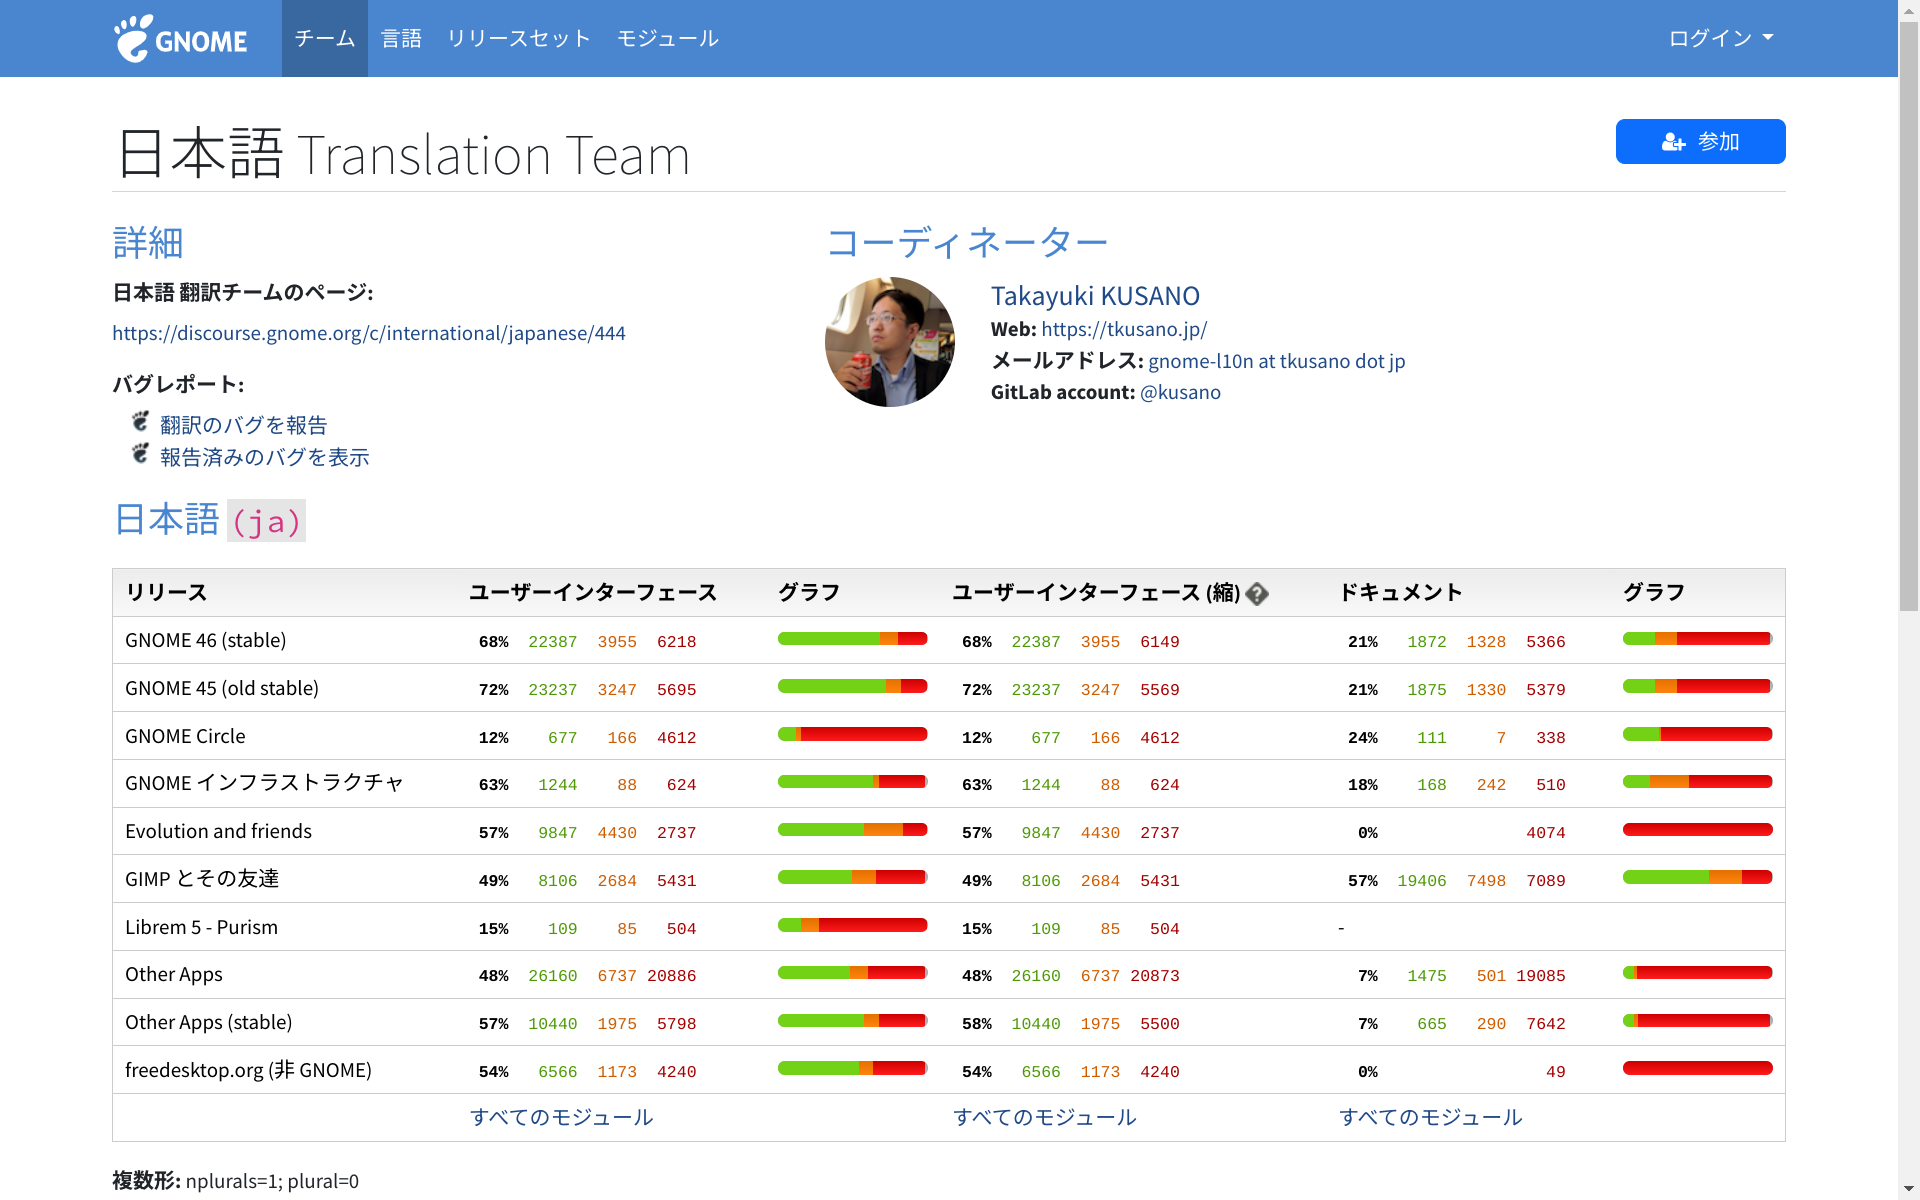 GNOME チーム 言語 リリースセット モジュール ログイン
日本語 Translation Team
参加
詳細
日本語 翻訳チームのページ:
https://discourse.gnome.org/c/international/japanese/444
バグレポート:
翻訳のバグを報告
報告済みのバグを表示
コーディネーター
Takayuki KUSANO
Web: https://tkusano.jp/
メールアドレス: gnome-l10n at tkusano dot jp
GitLab account: @kusano
日本語 (ja)
リリース ユーザーインターフェース グラフ ユーザーインターフェース (縮) ? ドキュメント グラフ
GNOME 46 (stable) 68% 22387 3955 6218 68% 22387 3955 6149 21% 1872 1328 5366
GNOME 45 (old stable) 72% 23237 3247 5695 72% 23237 3247 5569 21% 1875 1330 5379
GNOME Circle 12% 677 166 4612 12% 677 166 4612 24% 111 7 338
GNOME インフラストラクチャ 63% 1244 88 624 63% 1244 88 624 18% 168 242 510
Evolution and friends 57% 9847 4430 2737 57% 9847 4430 2737 0% 4074
GIMP とその友達 49% 8106 2684 5431 49% 8106 2684 5431 57% 19406 7498 7089
Librem 5 - Purism 15% 109 85 504 15% 109 85 504 -
Other Apps 48% 26160 6737 20886 48% 26160 6737 20873 7% 1475 501 19085
Other Apps (stable) 57% 10440 1975 5798 58% 10440 1975 5500 7% 665 290 7642
freedesktop.org (非 GNOME) 54% 6566 1173 4240 54% 6566 1173 4240 0% 49
すべてのモジュール すべてのモジュール すべてのモジュール
複数形: nplurals=1; plural=0